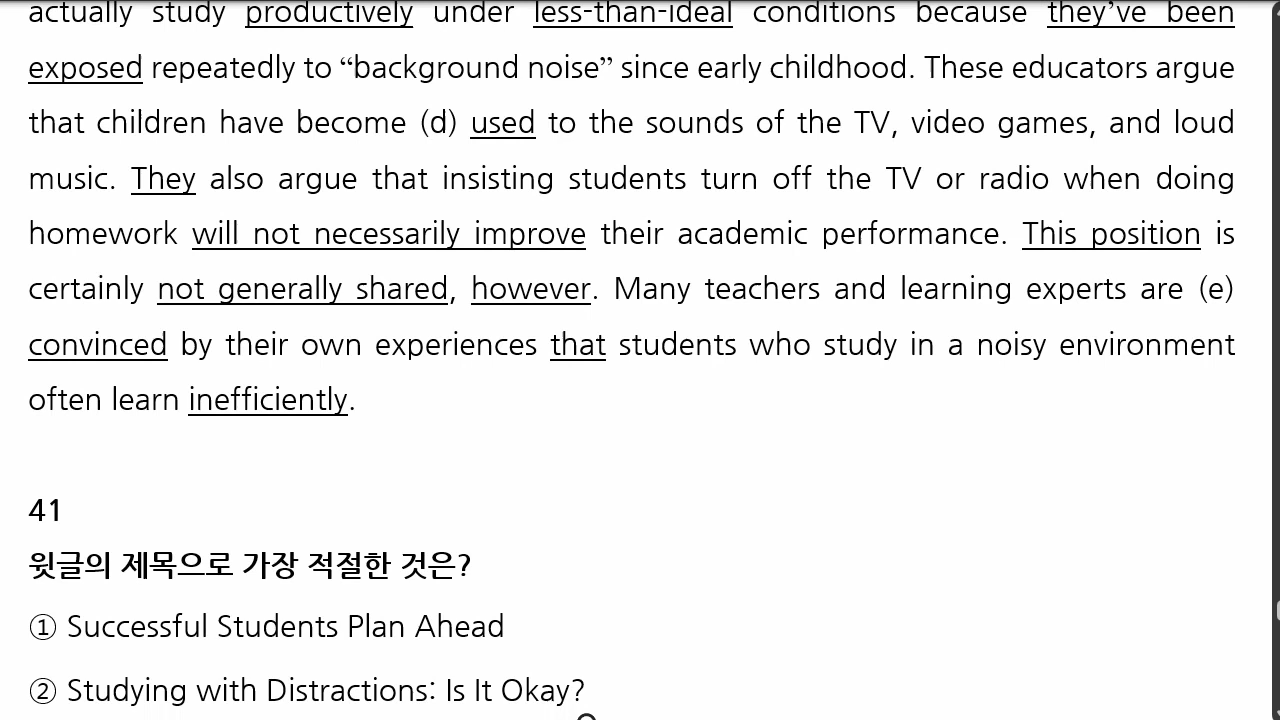 actually study productively under less-than-ideal conditions because they've been
exposed repeatedly to “background noise” since early childhood. These educators argue
that children have become (d) used to the sounds of the TV, video games, and loud
music. They also argue that insisting students turn off the TV or radio when doing
homework will not necessarily improve their academic performance. This position is
certainly not generally shared, however. Many teachers and learning experts are (e)
convinced by their own experiences that students who study in a noisy environment
often learn inefficiently.
41
윗글의 제목으로 가장 적절한 것은?
① Successful Students Plan Ahead
② Studying with Distractions: Is It Okay?